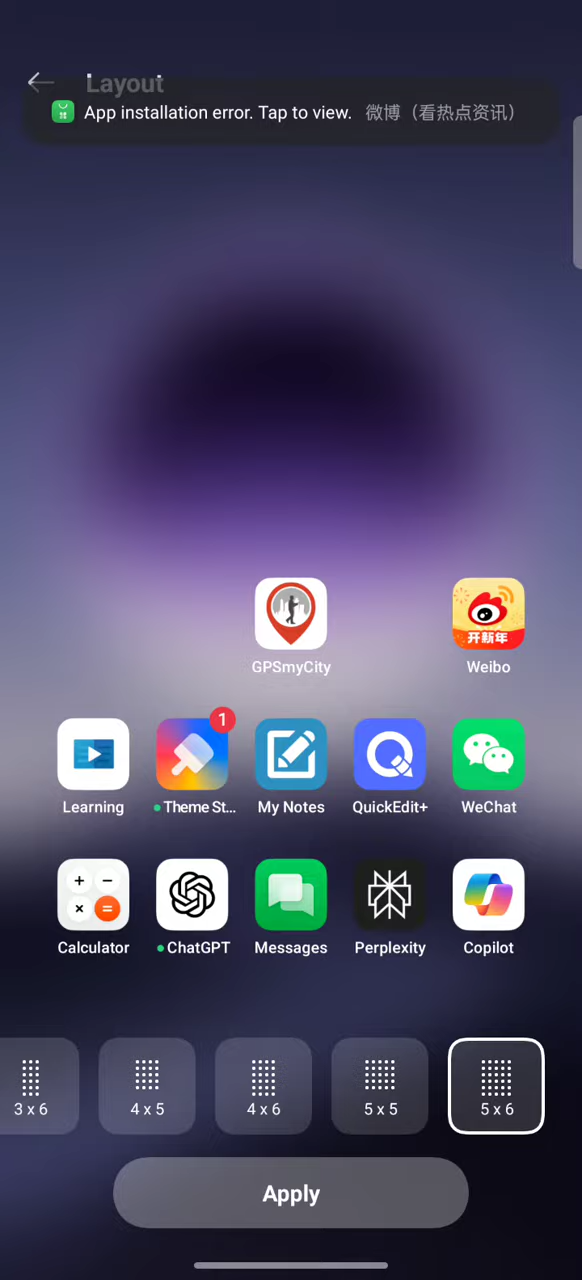 Layout
App installation error. Tap to view. 微博（看热点资讯）
开新年
GPSmyCity
Weibo
1
Learning
Theme St...
My Notes
QuickEdit+
WeChat
Calculator
ChatGPT
Messages
Perplexity
Copilot
3 x 6
4 x 5
4 x 6
5 x 5
5 x 6
Apply